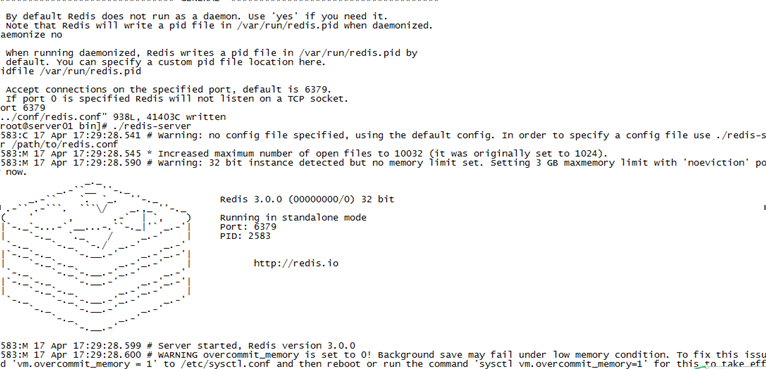 By default Redis does not run as a daemon. Use 'yes' if you need it.
Note that Redis will write a pid file in /var/run/redis.pid when daemonized.
aemonize no
When running daemonized, Redis writes a pid file in /var/run/redis.pid by
default. You can specify a custom pid file location here.
idfile /var/run/redis.pid
Accept connections on the specified port, default is 6379.
If port 0 is specified Redis will not listen on a TCP socket.
ort 6379
../conf/redis.conf" 938L, 41403C written
root@server01 bin]# ./redis-server
583:C 17 Apr 17:29:28.541 # Warning: no config file specified, using the default config. In order to specify a config file use ./redis-s
r /path/to/redis.conf
583:M 17 Apr 17:29:28.545 * Increased maximum number of open files to 10032 (it was originally set to 1024).
583:M 17 Apr 17:29:28.590 # Warning: 32 bit instance detected but no memory limit set. Setting 3 GB maxmemory limit with 'noeviction' po
now.
Redis 3.0.0 (00000000/0) 32 bit
Running in standalone mode
Port: 6379
PID: 2583
http://redis.io
583:M 17 Apr 17:29:28.599 # Server started, Redis version 3.0.0
583:M 17 Apr 17:29:28.600 # WARNING overcommit_memory is set to 0! Background save may fail under low memory condition. To fix this issu
d 'vm.overcommit_memory = 1' to /etc/sysctl.conf and then reboot or run the command 'sysctl vm.overcommit_memory=1' for this to take eff